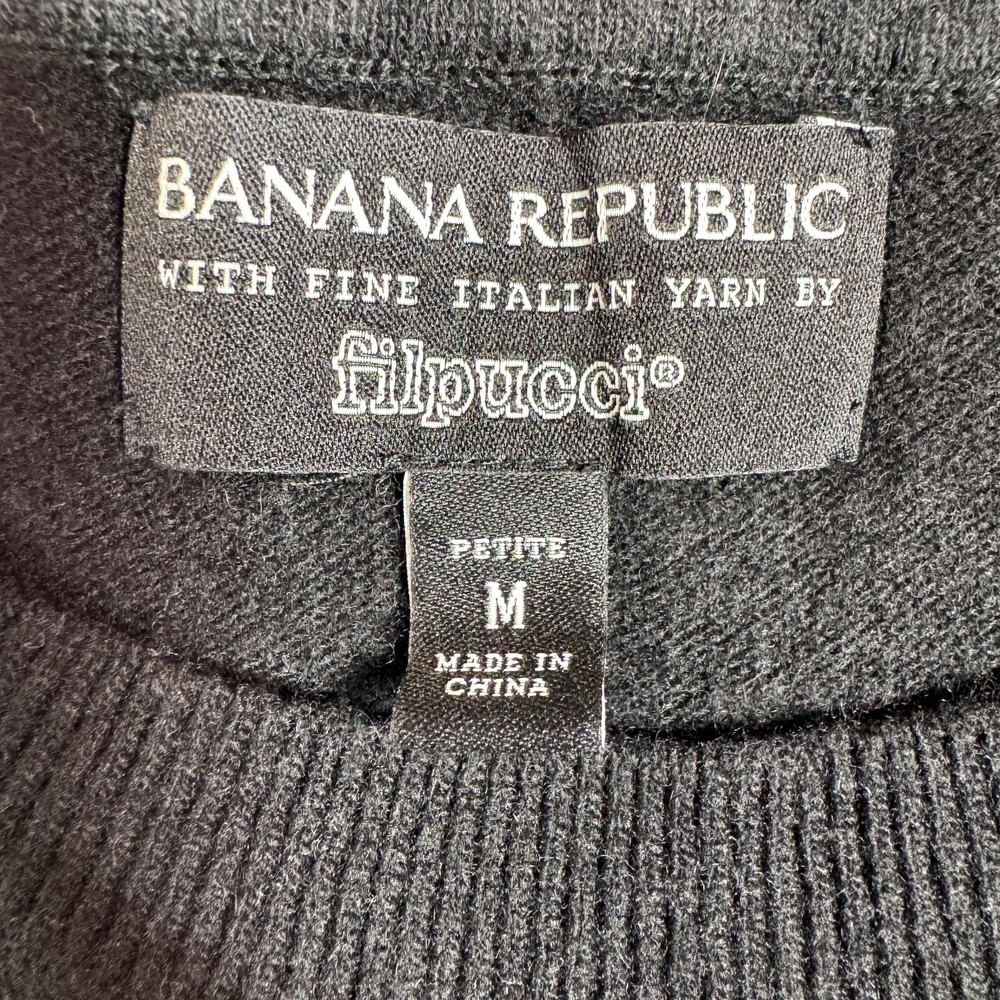 BANANA REPUBLIC
WITH FINE ITALIAN YARN BY
filpucci®
PETITE
M
MADE IN
CHINA